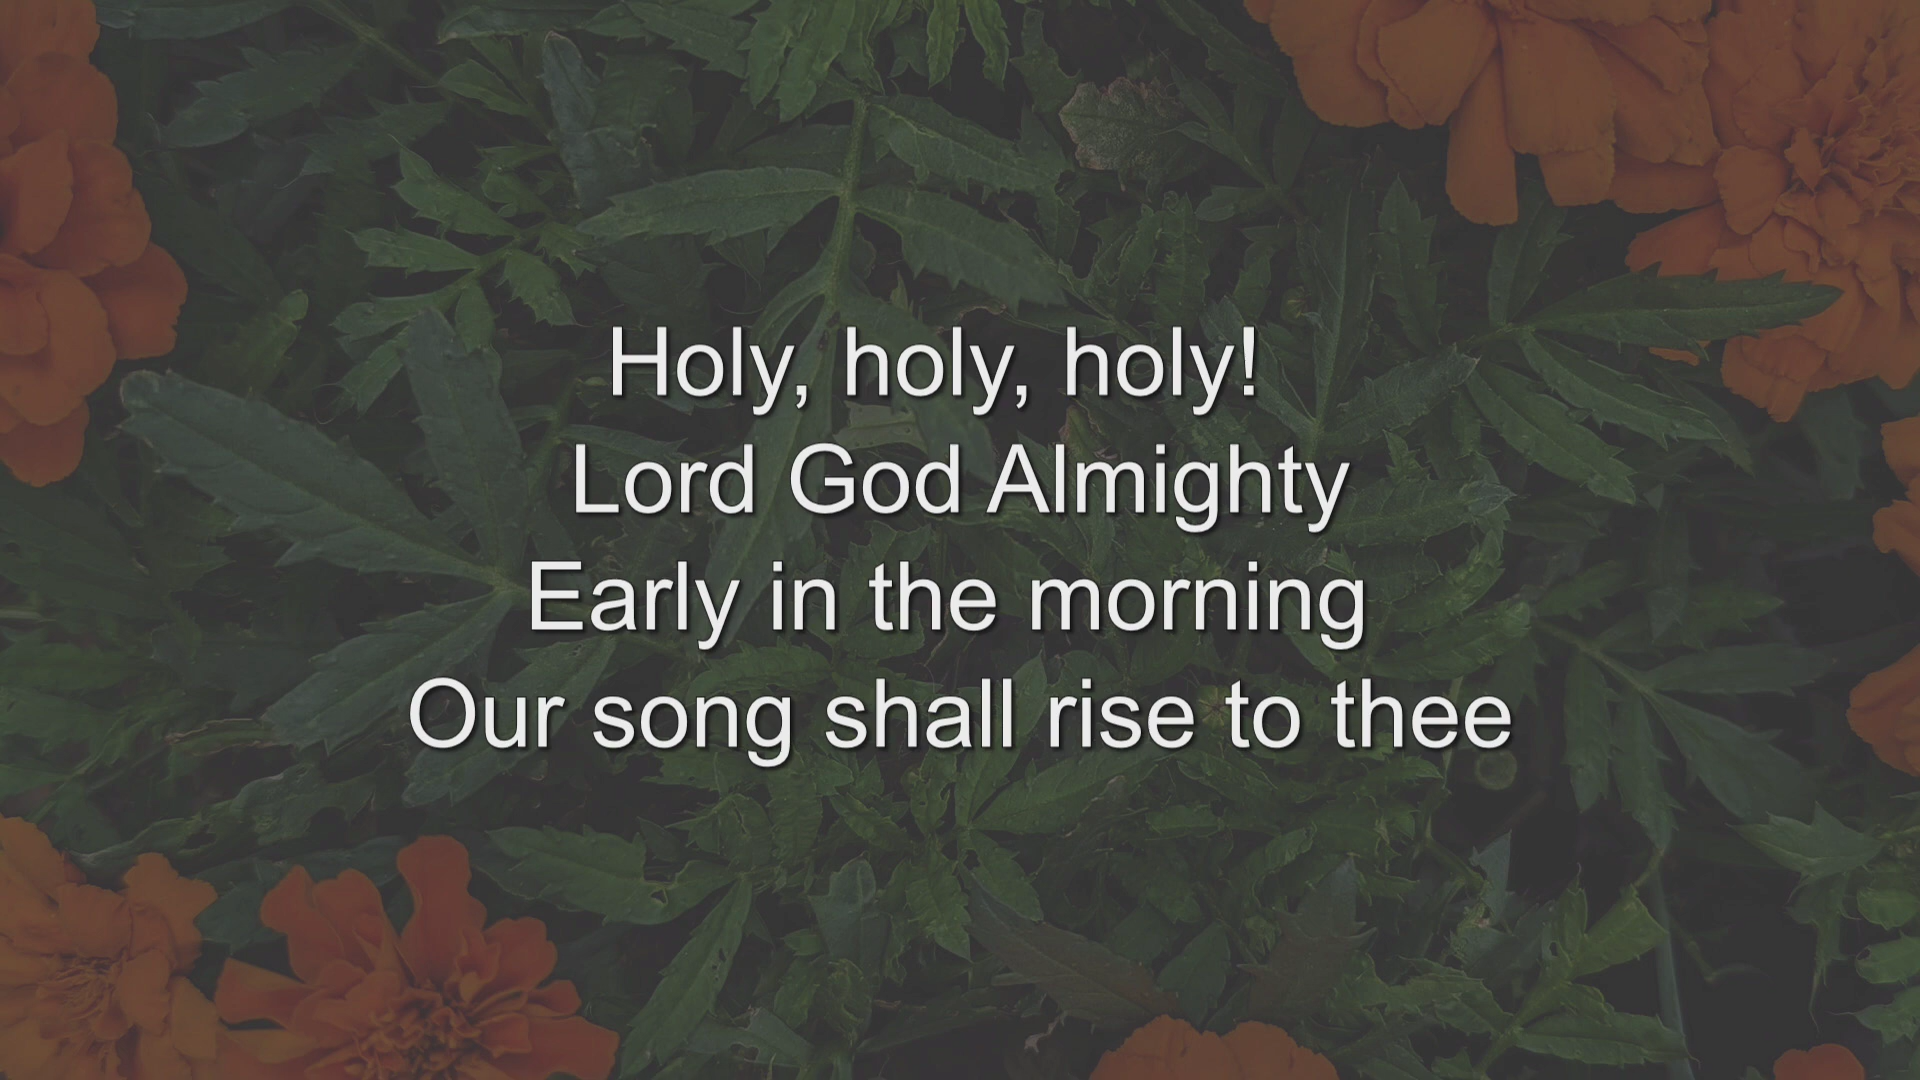 Holy, holy, holy!
Lord God Almighty
Early in the morning
Our song shall rise to thee